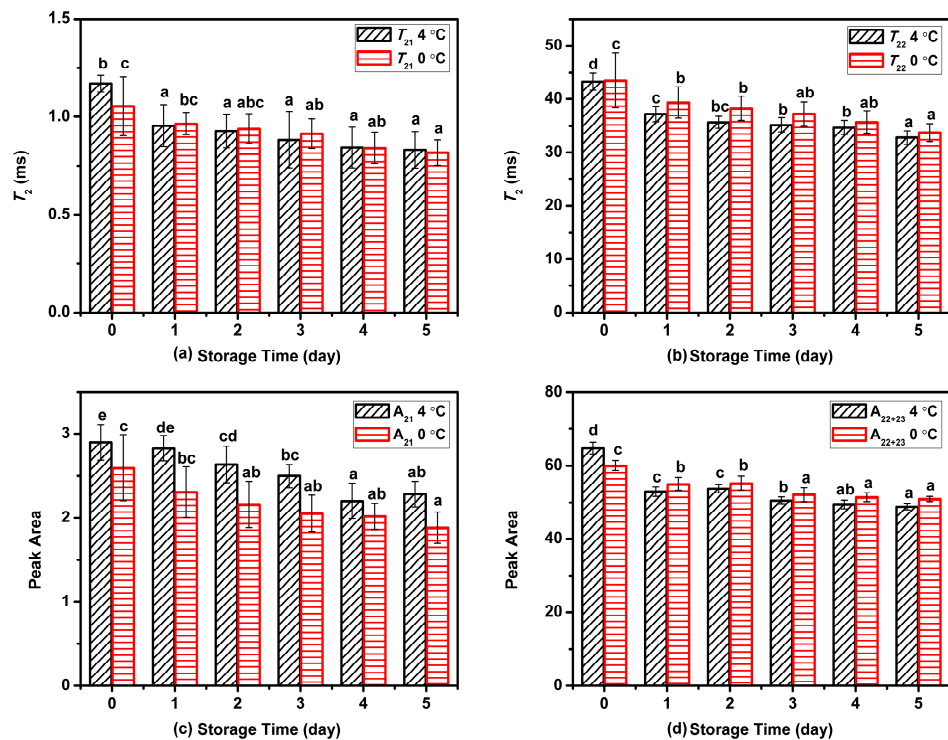 1.5
1.0
0.5
0.0
T₂ (ms)
T₂₁ 4 °C
T₂₁ 0 °C
b c
a bc
a abc
a ab
a ab
a a
0 1 2 3 4 5
(a) Storage Time (day)
50
40
30
20
10
0
T₂ (ms)
T₂₂ 4 °C
T₂₂ 0 °C
d c
c b
bc b
b ab
b ab
a a
0 1 2 3 4 5
(b) Storage Time (day)
3
2
1
0
Peak Area
A₂₁ 4 °C
A₂₁ 0 °C
e c
de bc
cd ab
bc ab
a ab
ab a
0 1 2 3 4 5
(c) Storage Time (day)
80
60
40
20
0
Peak Area
A₂₂₊₂₃ 4 °C
A₂₂₊₂₃ 0 °C
d c
c b
c b
b a
ab a
a a
0 1 2 3 4 5
(d) Storage Time (day)